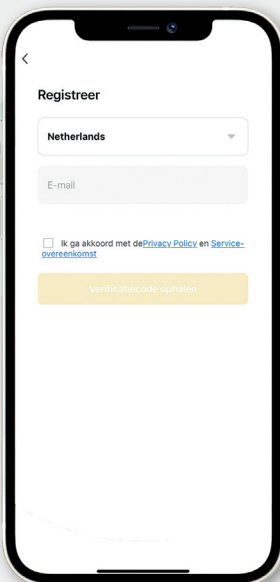 Registreer
Netherlands
E-mail
Ik ga akkoord met dePrivacy Policy en Service-
overeenkomst
Verificatiecode ophalen